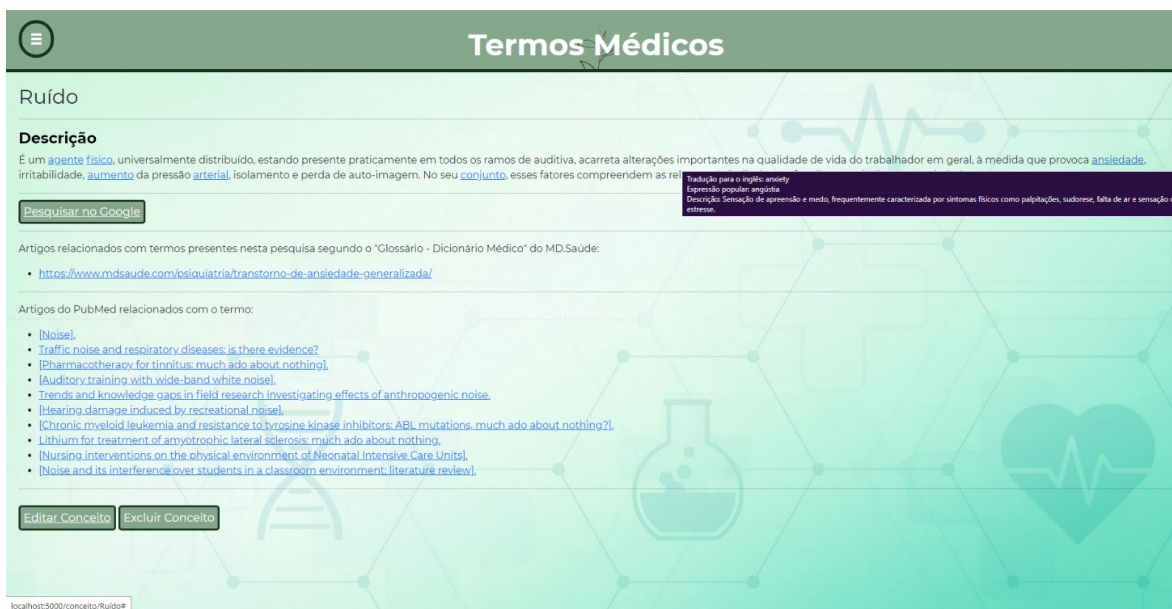 Termos Médicos
Ruído
Descrição
É um agente físico, universalmente distribuído, estando presente praticamente em todos os ramos de auditiva, acarreta alterações importantes na qualidade de vida do trabalhador em geral, à medida que provoca ansiedade,
irritabilidade, aumento da pressão arterial, isolamento e perda de auto-imagem. No seu conjunto, esses fatores compreendem as
Tradução para o inglês: anxiety
Expressão popular: angústia
Descrição: Sensação de apreensão e medo, frequentemente caracterizada por sintomas físicos como palpitações, sudorese, falta de ar e sensação
estresse.
Pesquisar no Google
Artigos relacionados com termos presentes nesta pesquisa segundo o "Glossário - Dicionário Médico" do MD.Saúde:
• https://www.mdsaude.com/psiquiatria/transtorno-de-ansiedade-generalizada/
Artigos do PubMed relacionados com o termo:
• [Noise].
• Traffic noise and respiratory diseases: is there evidence?
• [Pharmacotherapy for tinnitus: much ado about nothing].
• [Auditory training with wide-band white noise].
• Trends and knowledge gaps in field research investigating effects of anthropogenic noise.
• [Hearing damage induced by recreational noise].
• [Chronic myeloid leukemia and resistance to tyrosine kinase inhibitors: ABL mutations, much ado about nothing?].
• Lithium for treatment of amyotrophic lateral sclerosis: much ado about nothing.
• [Nursing interventions on the physical environment of Neonatal Intensive Care Units].
• [Noise and its interference over students in a classroom environment: literature review].
Editar Conceito Excluir Conceito
localhost:5000/conceito/Ruído#